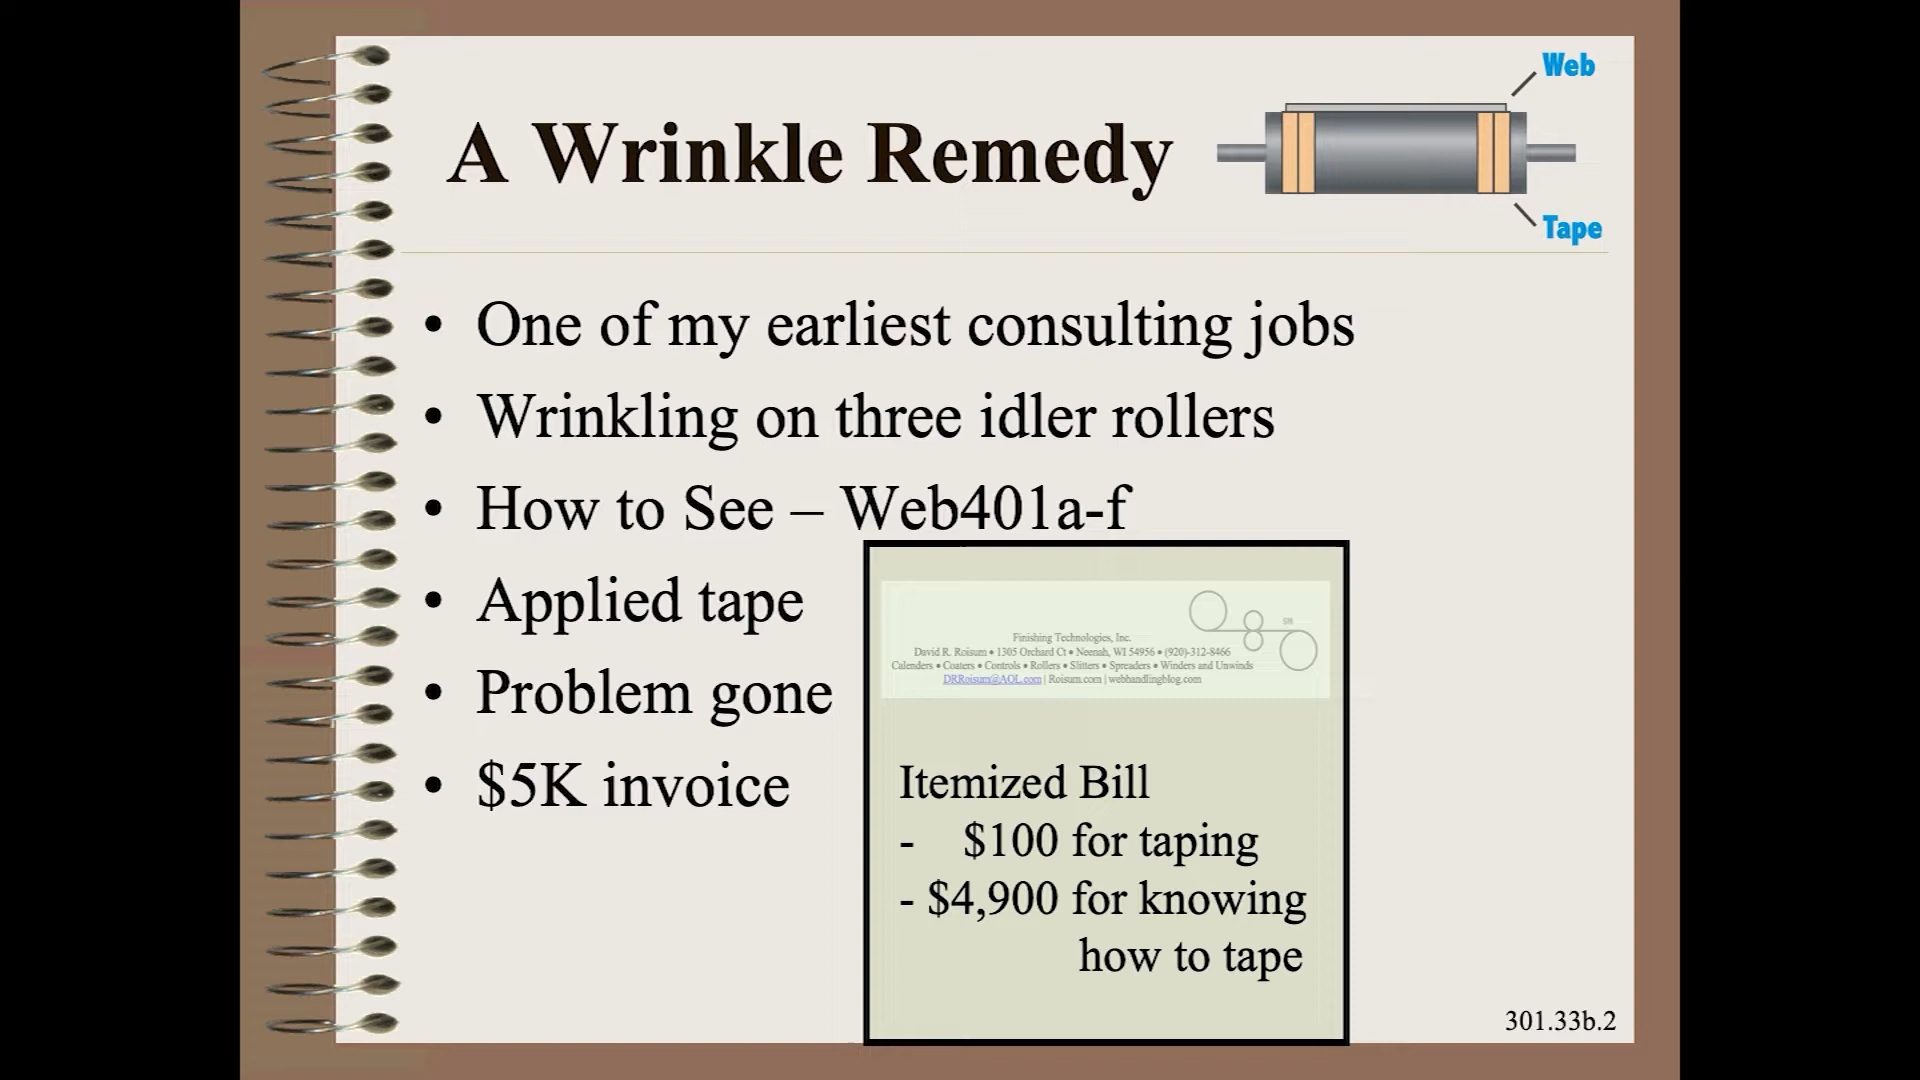 Web
A Wrinkle Remedy
Tape
• One of my earliest consulting jobs
• Wrinkling on three idler rollers
• How to See – Web401a-f
• Applied tape
• Problem gone
• $5K invoice
SM
Finishing Technologies, Inc.
David R. Roisum • 1305 Orchard Ct • Neenah, WI 54956 • (920)-312-8466
Calenders • Coaters • Controls • Rollers • Slitters • Spreaders • Winders and Unwinds
DRRoisum@AOL.com | Roisum.com | webhandlingblog.com
Itemized Bill
- $100 for taping
- $4,900 for knowing
how to tape
301.33b.2